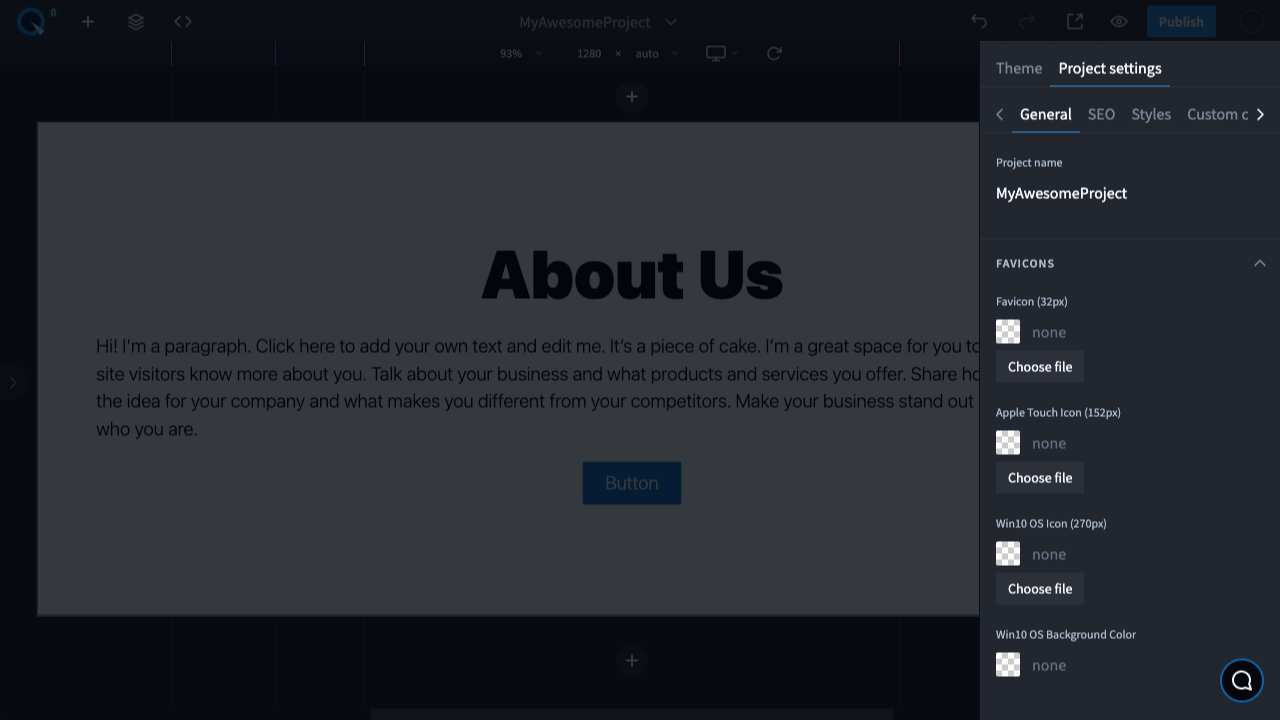 β
MyAwesomeProject
Publish
93%
1280 × auto
Theme
Project settings
General
SEO
Styles
Custom c
Project name
MyAwesomeProject
FAVICONS
Favicon (32px)
none
Choose file
Apple Touch Icon (152px)
none
Choose file
Win10 OS Icon (270px)
none
Choose file
Win10 OS Background Color
none
About Us
Hi! I'm a paragraph. Click here to add your own text and edit me. It's a piece of cake. I'm a great space for you to
site visitors know more about you. Talk about your business and what products and services you offer. Share ho
the idea for your company and what makes you different from your competitors. Make your business stand out
who you are.
Button